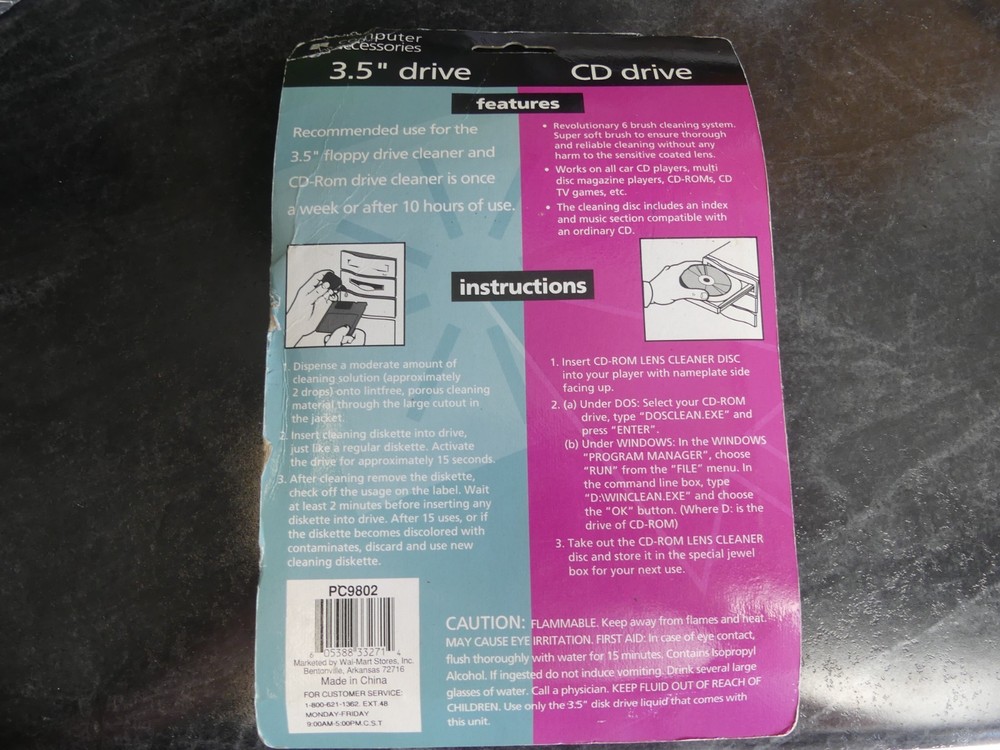 computer
accessories
3.5" drive
CD drive
features
Recommended use for the
3.5" floppy drive cleaner and
CD-Rom drive cleaner is once
a week or after 10 hours of use.
• Revolutionary 6 brush cleaning system.
Super soft brush to ensure thorough
and reliable cleaning without any
harm to the sensitive coated lens.
• Works on all car CD players, multi
disc magazine players, CD-ROMs, CD
TV games, etc.
• The cleaning disc includes an index
and music section compatible with
an ordinary CD.
instructions
1. Dispense a moderate amount of
cleaning solution (approximately
2 drops) onto lintfree, porous cleaning
material through the large cutout in
the jacket.
2. Insert cleaning diskette into drive,
just like a regular diskette. Activate
the drive for approximately 15 seconds.
3. After cleaning remove the diskette,
check off the usage on the label. Wait
at least 2 minutes before inserting any
diskette into drive. After 15 uses, or if
the diskette becomes discolored with
contaminates, discard and use new
cleaning diskette.
1. Insert CD-ROM LENS CLEANER DISC
into your player with nameplate side
facing up.
2. (a) Under DOS: Select your CD-ROM
drive, type "DOSCLEAN.EXE" and
press "ENTER".
(b) Under WINDOWS: In the WINDOWS
"PROGRAM MANAGER", choose
"RUN" from the "FILE" menu. In
the command line box, type
"D:\WINCLEAN.EXE" and choose
the "OK" button. (Where D: is the
drive of CD-ROM)
3. Take out the CD-ROM LENS CLEANER
disc and store it in the special jewel
box for your next use.
PC9802
6 05388 33271 4
Marketed by Wal-Mart Stores, Inc.
Bentonville, Arkansas 72716
Made in China
FOR CUSTOMER SERVICE:
1-800-621-1362, EXT.48
MONDAY-FRIDAY
9:00AM-5:00PM.C.S.T
CAUTION: FLAMMABLE. Keep away from flames and heat.
MAY CAUSE EYE IRRITATION. FIRST AID: In case of eye contact,
flush thoroughly with water for 15 minutes. Contains Isopropyl
Alcohol. If ingested do not induce vomiting. Drink several large
glasses of water. Call a physician. KEEP FLUID OUT OF REACH OF
CHILDREN. Use only the 3.5" disk drive liquid that comes with
this unit.